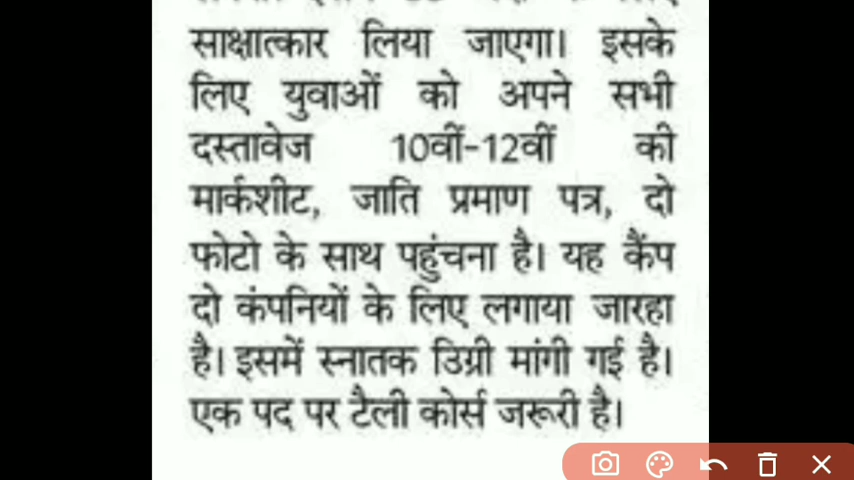 साक्षात्कार लिया जाएगा। इसके
लिए युवाओं को अपने सभी
दस्तावेज 10वीं-12वीं की
मार्कशीट, जाति प्रमाण पत्र, दो
फोटो के साथ पहुंचना है। यह कैंप
दो कंपनियों के लिए लगाया जारहा
है। इसमें स्नातक डिग्री मांगी गई है।
एक पद पर टैली कोर्स जरूरी है।